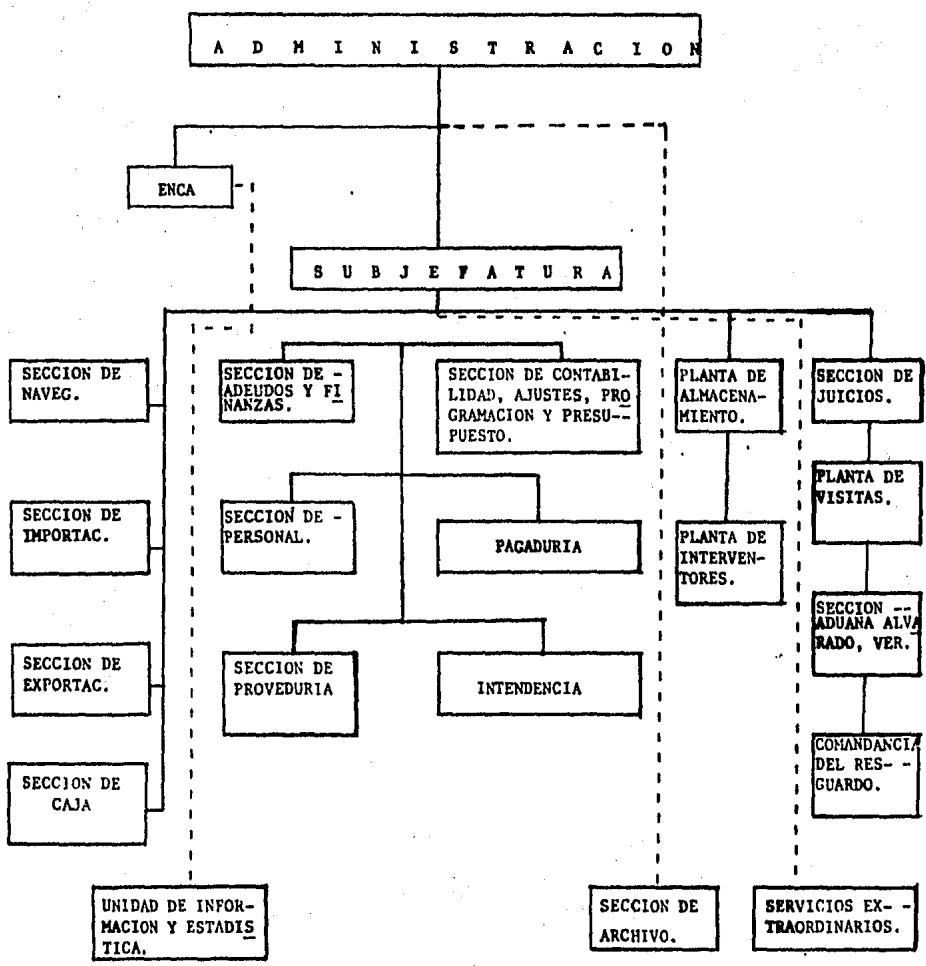 A D M I N I S T R A C I O N
ENCA
S U B J E F A T U R A
SECCION DE
NAVEG.
SECCION DE -
ADEUDOS Y FI
NANZAS.
SECCION DE CONTABI-
LIDAD, AJUSTES, PRO
GRAMACION Y PRESU--
PUESTO.
PLANTA DE
ALMACENA-
MIENTO.
SECCION DE
JUICIOS.
PLANTA DE
VISITAS.
SECCION DE
IMPORTAC.
SECCION DE -
PERSONAL.
PAGADURIA
PLANTA DE
INTERVEN-
TORES.
SECCION --
ADUANA ALVA
RADO, VER.
SECCION DE
EXPORTAC.
SECCION DE
PROVEDURIA
INTENDENCIA
COMANDANCIA
DEL RES- -
GUARDO.
SECCION DE
CAJA
UNIDAD DE INFOR-
MACION Y ESTADIS
TICA.
SECCION DE
ARCHIVO.
SERVICIOS EX- -
TRAORDINARIOS.